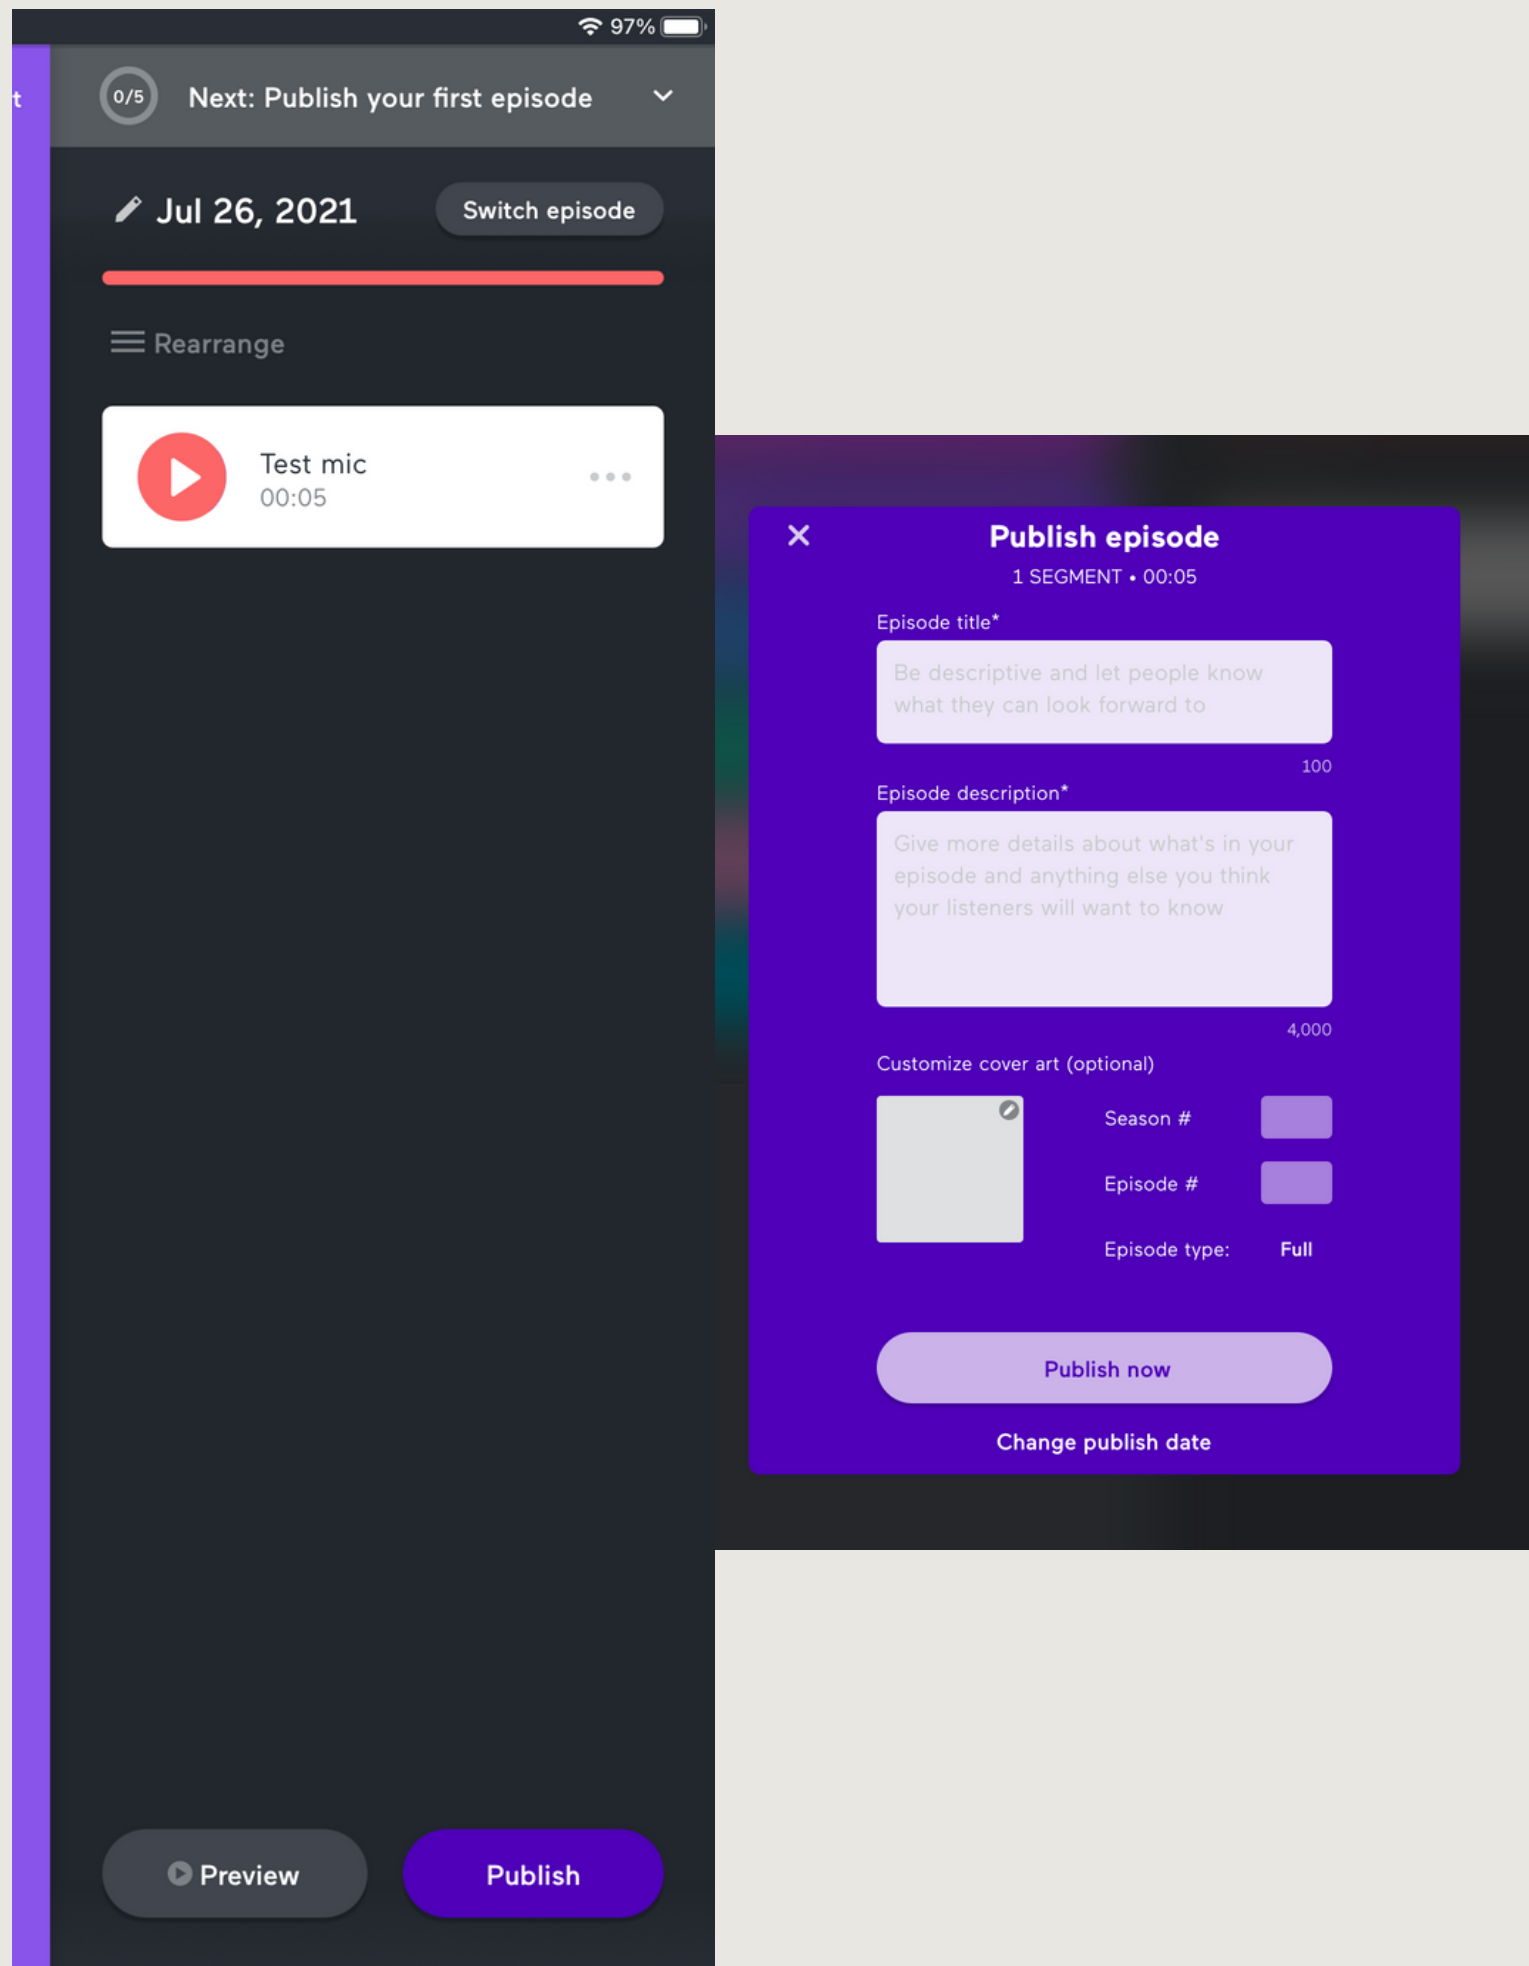 97%
t
0/5
Next: Publish your first episode
Jul 26, 2021
Switch episode
Rearrange
Test mic
00:05
Preview
Publish
Publish episode
1 SEGMENT • 00:05
Episode title*
Be descriptive and let people know
what they can look forward to
100
Episode description*
Give more details about what's in your
episode and anything else you think
your listeners will want to know
4,000
Customize cover art (optional)
Season #
Episode #
Episode type: Full
Publish now
Change publish date